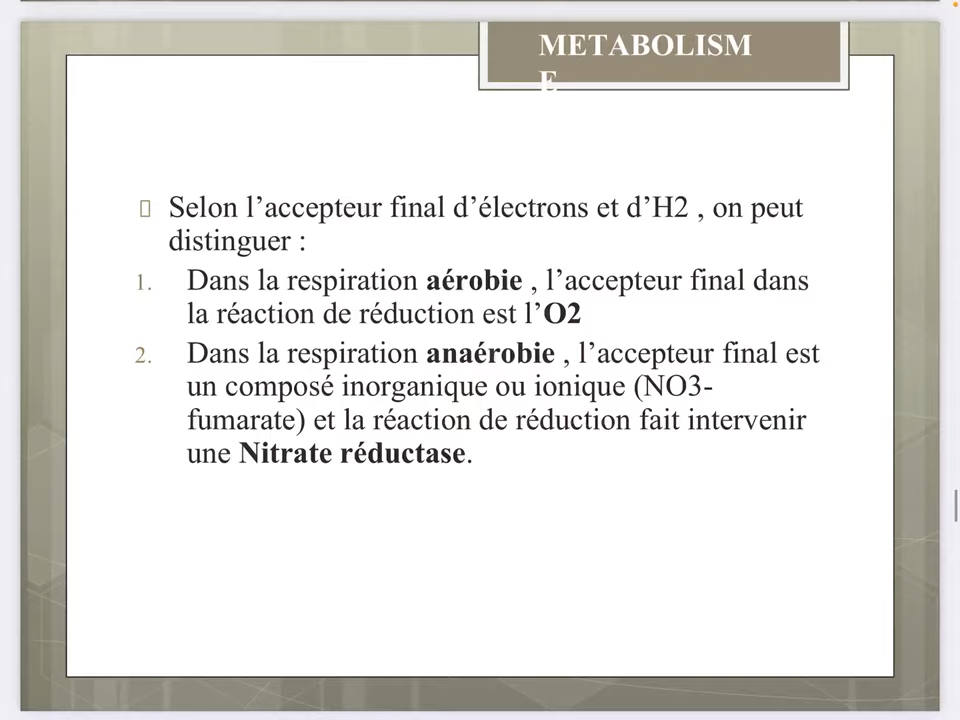 METABOLISM
E
Selon l’accepteur final d’électrons et d’H2 , on peut
distinguer :
1. Dans la respiration aérobie , l’accepteur final dans
la réaction de réduction est l’O2
2. Dans la respiration anaérobie , l’accepteur final est
un composé inorganique ou ionique (NO3-
fumarate) et la réaction de réduction fait intervenir
une Nitrate réductase.